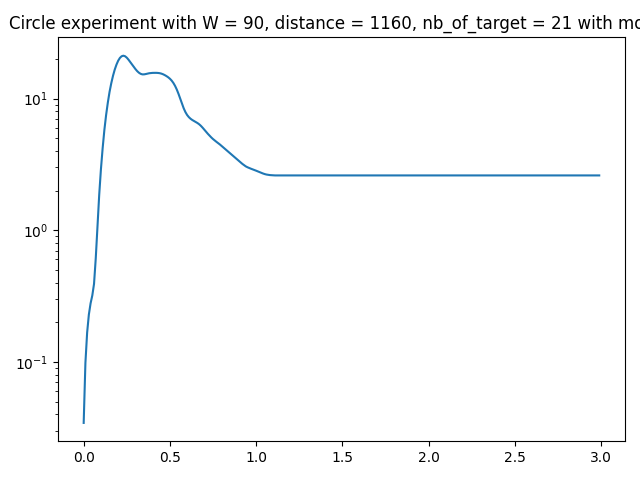 Circle experiment with W = 90, distance = 1160, nb_of_target = 21 with
10¹
10⁰
10⁻¹
0.0 0.5 1.0 1.5 2.0 2.5 3.0